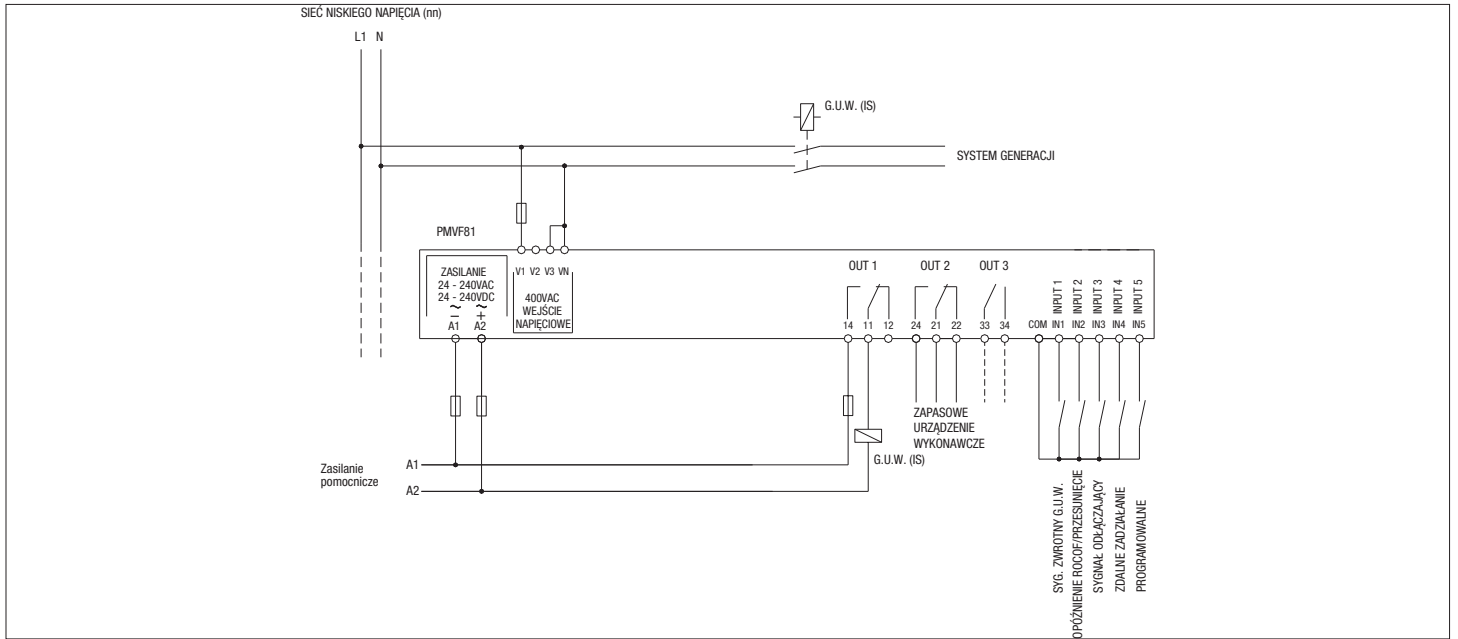 SIEĆ NISKIEGO NAPIĘCIA (nn)
L1 N
G.U.W. (IS)
SYSTEM GENERACJI
PMVF81
ZASILANIE
24 - 240VAC
24 - 240VDC
~ ~
− +
A1 A2
V1 V2 V3 VN
400VAC
WEJŚCIE
NAPIĘCIOWE
OUT 1 OUT 2 OUT 3
14 11 12 24 21 22 33 34
INPUT 1 INPUT 2 INPUT 3 INPUT 4 INPUT 5
COM IN1 IN2 IN3 IN4 IN5
ZAPASOWE
URZĄDZENIE
WYKONAWCZE
G.U.W. (IS)
Zasilanie
pomocnicze
A1
A2
SYG. ZWROTNY G.U.W.
OPÓŹNIENIE ROCOF/PRZESUNIĘCIE
SYGNAŁ ODŁĄCZAJĄCY
ZDALNE ZADZIAŁANIE
PROGRAMOWALNE